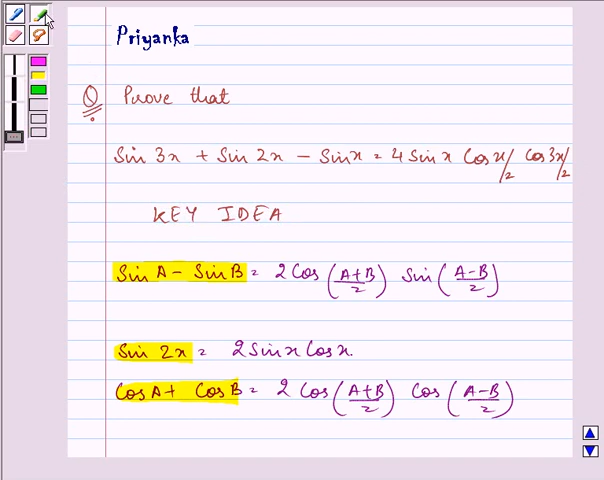 Priyanka
Q Prove that
Sin 3x + Sin 2x - Sin x = 4 Sin x Cos x/2 Cos 3x/2
KEY IDEA
Sin A - Sin B = 2 Cos (A+B/2) Sin (A-B/2)
Sin 2x = 2 Sin x Cos x.
Cos A + Cos B = 2 Cos (A+B/2) Cos (A-B/2)